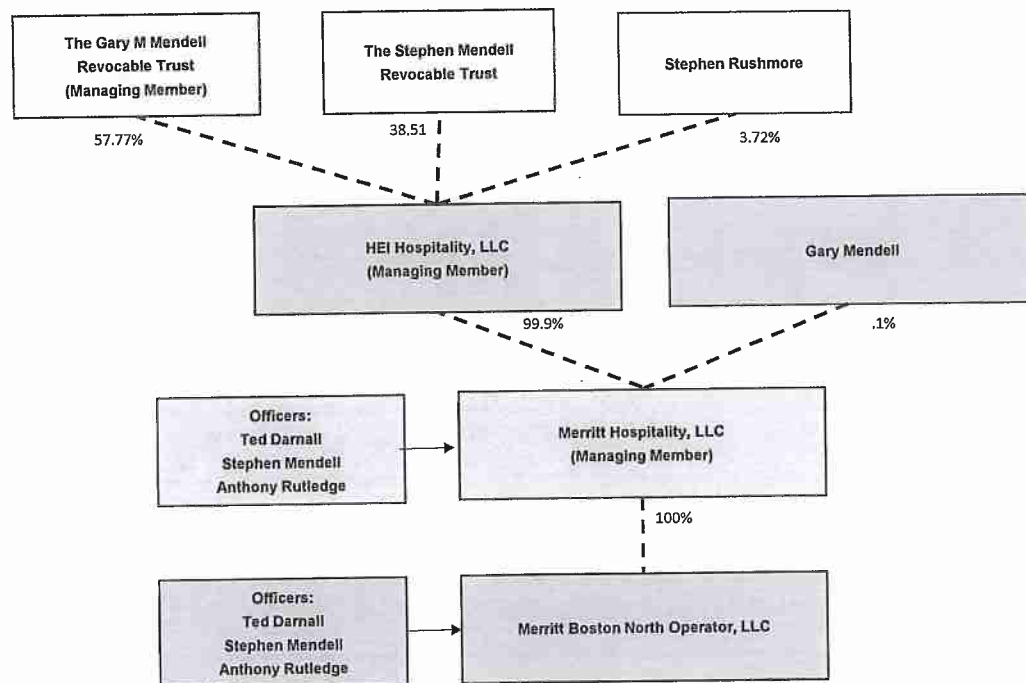 The Gary M Mendell
Revocable Trust
(Managing Member)
The Stephen Mendell
Revocable Trust
Stephen Rushmore
57.77%
38,51
3.72%
HEI Hospitality, LLC
(Managing Member)
Gary Mendell
99.9%
.1%
Officers:
Ted Darnall
Stephen Mendell
Anthony Rutledge
Merritt Hospitality, LLC
(Managing Member)
100%
Officers:
Ted Darnall
Stephen Mendell
Anthony Rutledge
Merritt Boston North Operator, LLC